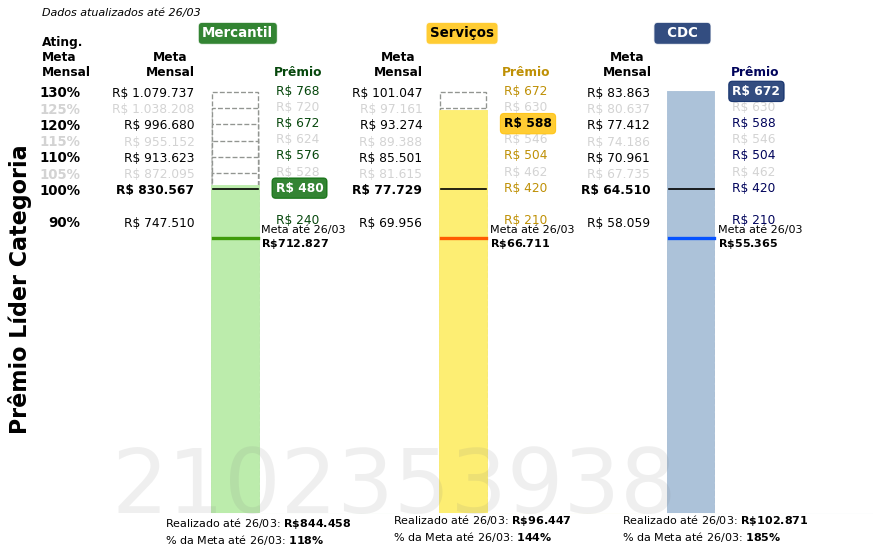 Dados atualizados até 26/03
Mercantil
Serviços
CDC
Ating.
Meta
Mensal
Meta
Mensal
Prêmio
Meta
Mensal
Prêmio
Meta
Mensal
Prêmio
130% R$ 1.079.737 R$ 768 R$ 101.047 R$ 672 R$ 83.863 R$ 672
125% R$ 1.038.208 R$ 720 R$ 97.161 R$ 630 R$ 80.637 R$ 630
120% R$ 996.680 R$ 672 R$ 93.274 R$ 588 R$ 77.412 R$ 588
115% R$ 955.152 R$ 624 R$ 89.388 R$ 546 R$ 74.186 R$ 546
110% R$ 913.623 R$ 576 R$ 85.501 R$ 504 R$ 70.961 R$ 504
105% R$ 872.095 R$ 528 R$ 81.615 R$ 462 R$ 67.735 R$ 462
100% R$ 830.567 R$ 480 R$ 77.729 R$ 420 R$ 64.510 R$ 420
90% R$ 747.510 R$ 240 R$ 69.956 R$ 210 R$ 58.059 R$ 210
Meta até 26/03
R$712.827
Meta até 26/03
R$66.711
Meta até 26/03
R$55.365
Prêmio Líder Categoria
2102353938
Realizado até 26/03: R$844.458
% da Meta até 26/03: 118%
Realizado até 26/03: R$96.447
% da Meta até 26/03: 144%
Realizado até 26/03: R$102.871
% da Meta até 26/03: 185%